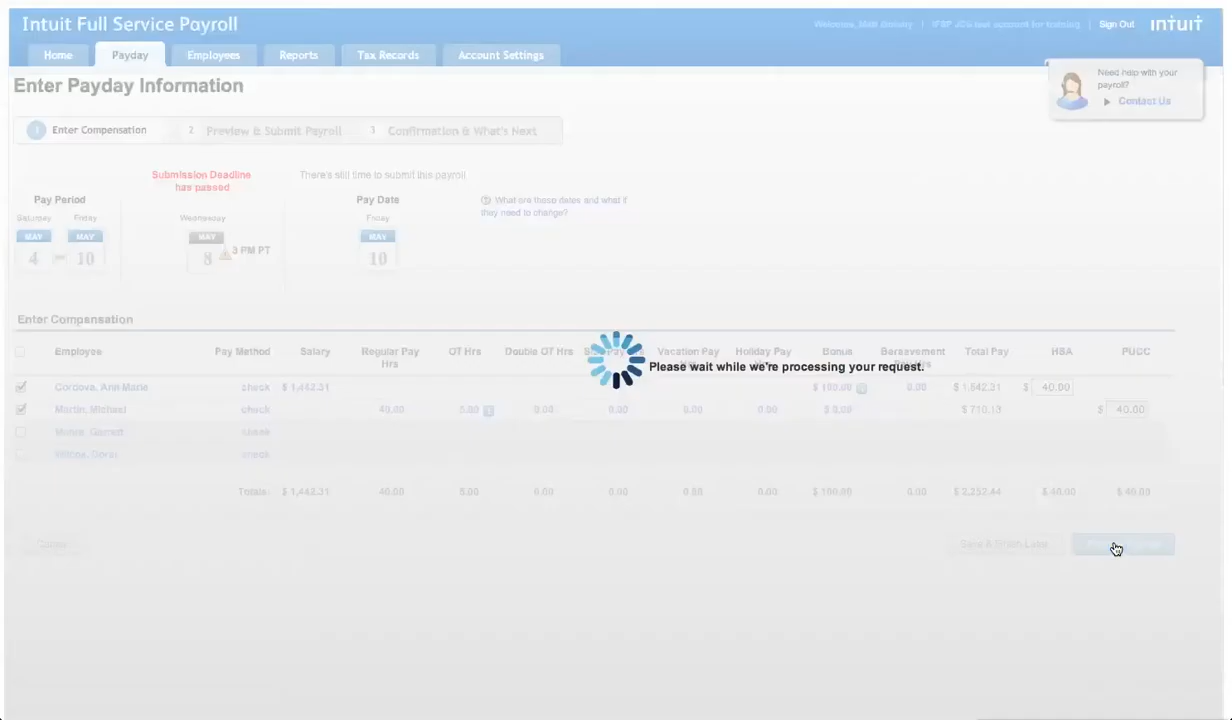 Intuit Full Service Payroll
Welcome, Matt | IFSP JCG test account for training | Sign Out intuit
Home Payday Employees Reports Tax Records Account Settings
Enter Payday Information
Need help with your
payroll?
Contact Us
1 Enter Compensation 2 Preview & Submit Payroll 3 Confirmation & What's Next
Submission Deadline
has passed
There's still time to submit this payroll
Pay Period
Pay Date
What are these dates and what if
they need to change?
Saturday Friday Wednesday Friday
MAY MAY MAY MAY
4 10 8 3 PM PT 10
Enter Compensation
Employee Pay Method Salary Regular Pay OT Hrs Double OT Hrs Vacation Pay Holiday Pay Bonus Bereavement Total Pay HSA PUCC
Hrs
Please wait while we're processing your request.
Cordova, Ann Marie check $ 1,442.31 $ 100.00 0.00 $ 1,542.31 $ 40.00
Martin, Michael check 40.00 5.00 0.00 0.00 0.00 0.00 $ 0.00 $ 710.13 $ 40.00
check
check
Totals: $ 1,442.31 40.00 5.00 0.00 0.00 0.00 0.00 $ 100.00 0.00 $ 2,252.44 $ 40.00 $ 40.00
Save & Finish Later